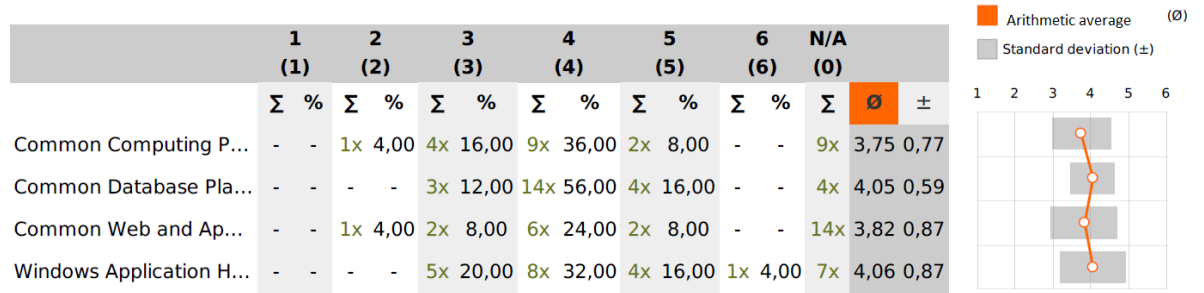 Arithmetic average (Ø)
Standard deviation (±)
1 2 3 4 5 6 N/A
(1) (2) (3) (4) (5) (6) (0)
Σ % Σ % Σ % Σ % Σ % Σ % Σ Ø ±
1 2 3 4 5 6
Common Computing P... - - 1x 4,00 4x 16,00 9x 36,00 2x 8,00 - - 9x 3,75 0,77
Common Database Pla... - - - - 3x 12,00 14x 56,00 4x 16,00 - - 4x 4,05 0,59
Common Web and Ap... - - 1x 4,00 2x 8,00 6x 24,00 2x 8,00 - - 14x 3,82 0,87
Windows Application H... - - - - 5x 20,00 8x 32,00 4x 16,00 1x 4,00 7x 4,06 0,87